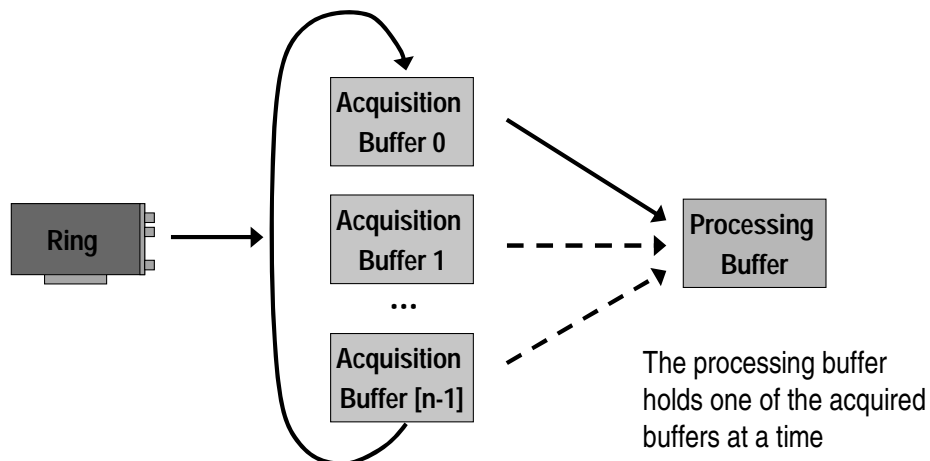 Acquisition
Buffer 0
Ring
Acquisition
Buffer 1
...
Acquisition
Buffer [n-1]
Processing
Buffer
The processing buffer
holds one of the acquired
buffers at a time